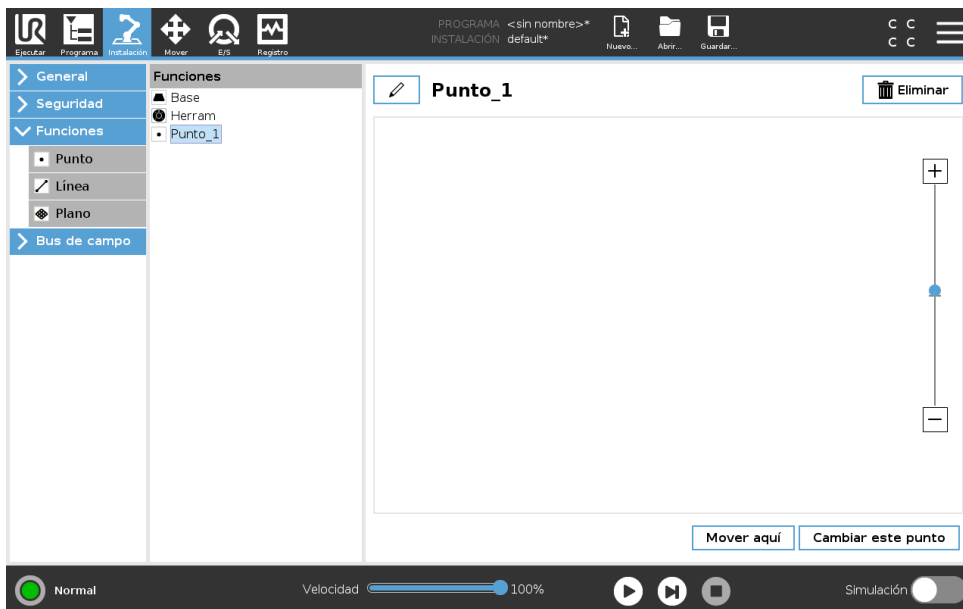 UR
Ejecutar Programa Instalación Mover E/S Registro
PROGRAMA <sin nombre>*
INSTALACIÓN default*
Nuevo... Abrir... Guardar...
C C
C C
General
Seguridad
Funciones
Punto
Línea
Plano
Bus de campo
Funciones
Base
Herram
Punto_1
Punto_1
Eliminar
+
−
Mover aquí
Cambiar este punto
Normal
Velocidad 100%
Simulación